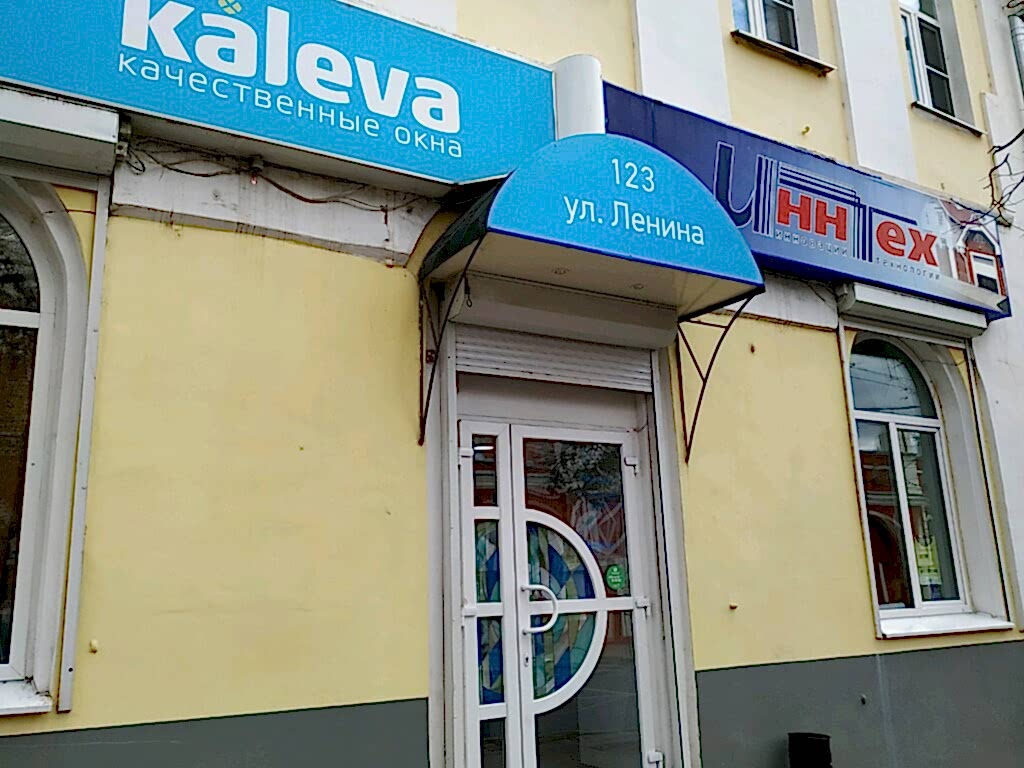 kaleva
качественные окна
123
ул. Ленина
ИннТех
инновации
технологии